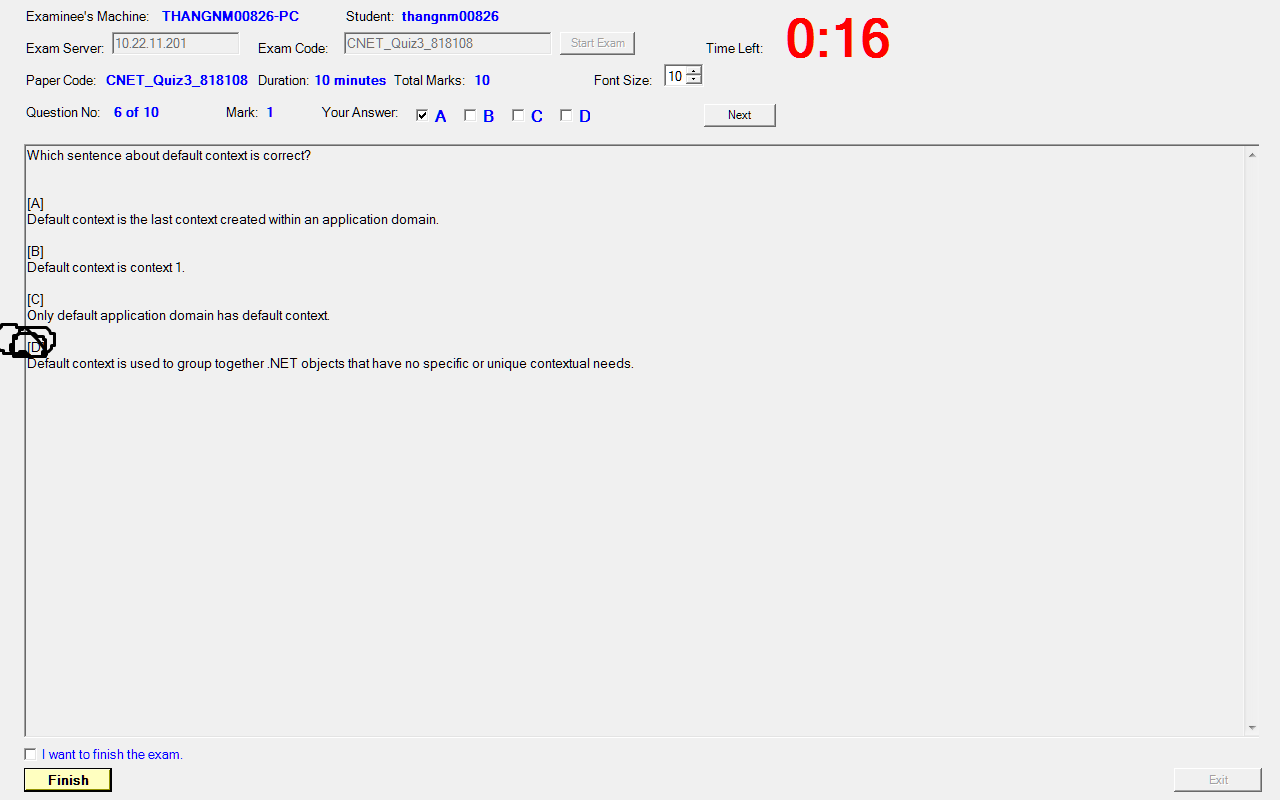 Examinee's Machine: THANGNM00826-PC Student: thangnm00826
Exam Server: 10.22.11.201 Exam Code: CNET_Quiz3_818108 Start Exam Time Left: 0:16
Paper Code: CNET_Quiz3_818108 Duration: 10 minutes Total Marks: 10 Font Size: 10
Question No: 6 of 10 Mark: 1 Your Answer: A B C D Next
Which sentence about default context is correct?
[A]
Default context is the last context created within an application domain.
[B]
Default context is context 1.
[C]
Only default application domain has default context.
[D]
Default context is used to group together .NET objects that have no specific or unique contextual needs.
I want to finish the exam.
Finish Exit